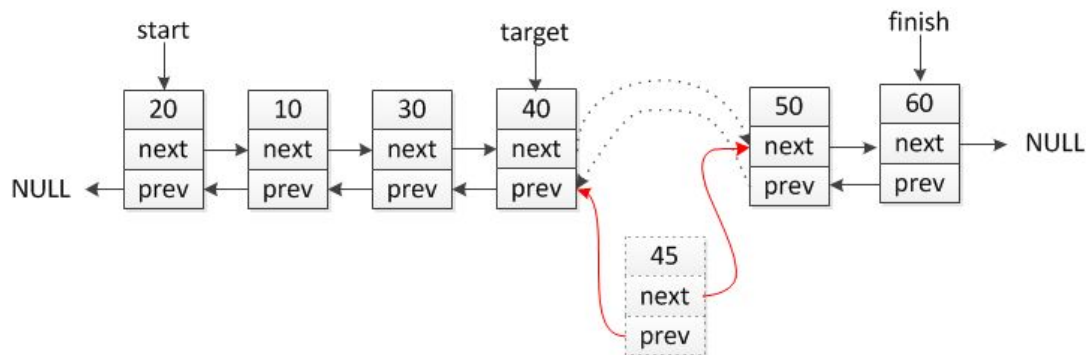 start target finish
20 10 30 40 50 60
next next next next next next NULL
NULL prev prev prev prev prev prev
45
next
prev